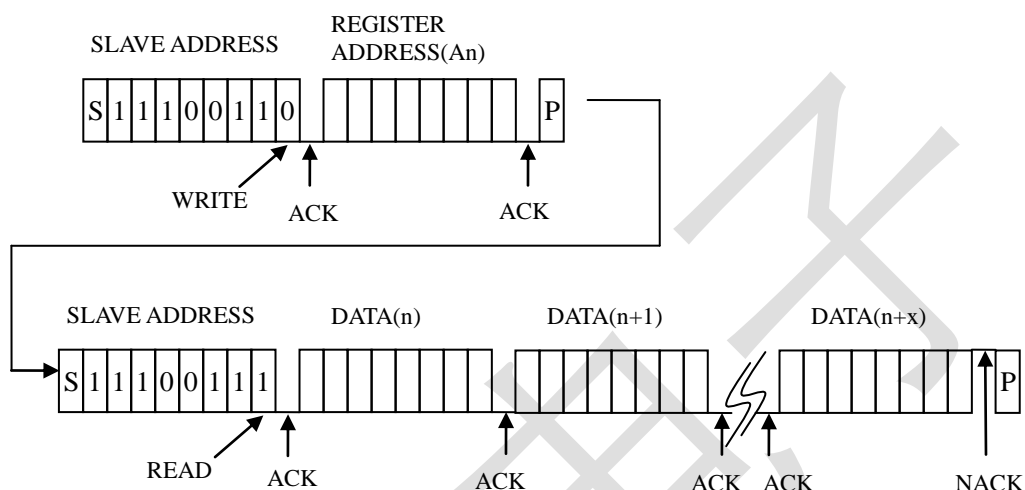 SLAVE ADDRESS
REGISTER
ADDRESS(An)
S 1 1 1 0 0 1 1 0 P
WRITE ACK ACK
SLAVE ADDRESS DATA(n) DATA(n+1) DATA(n+x)
S 1 1 1 0 0 1 1 1 P
READ ACK ACK ACK ACK NACK